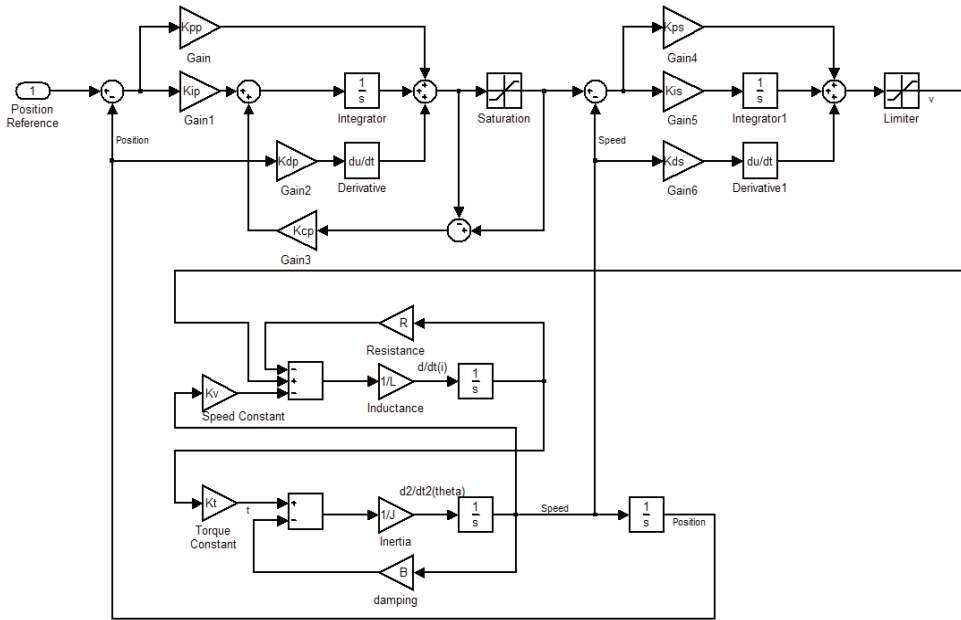 Kpp
Gain
Kps
Gain4
1
Position
Reference
Kip
Gain1
1
s
Integrator
Saturation
Kis
Gain5
1
s
Integrator1
Limiter
v
Position
Kdp
Gain2
du/dt
Derivative
Speed
Kds
Gain6
du/dt
Derivative1
Kcp
Gain3
R
Resistance
d/dt(i)
1/L
Inductance
1
s
Kv
Speed Constant
Kt
t
Torque
Constant
d2/dt2(theta)
1/J
Inertia
1
s
Speed
1
s
Position
B
damping